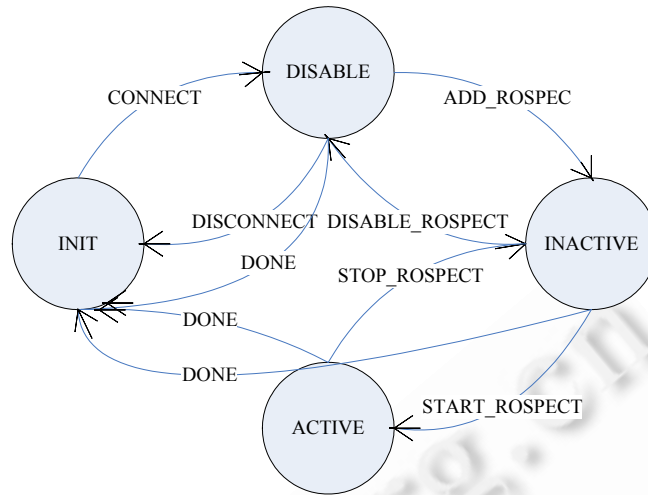 DISABLE
CONNECT
ADD_ROSPEC
DISCONNECT
DISABLE_ROSPECT
INIT
INACTIVE
DONE
STOP_ROSPECT
DONE
DONE
START_ROSPECT
ACTIVE